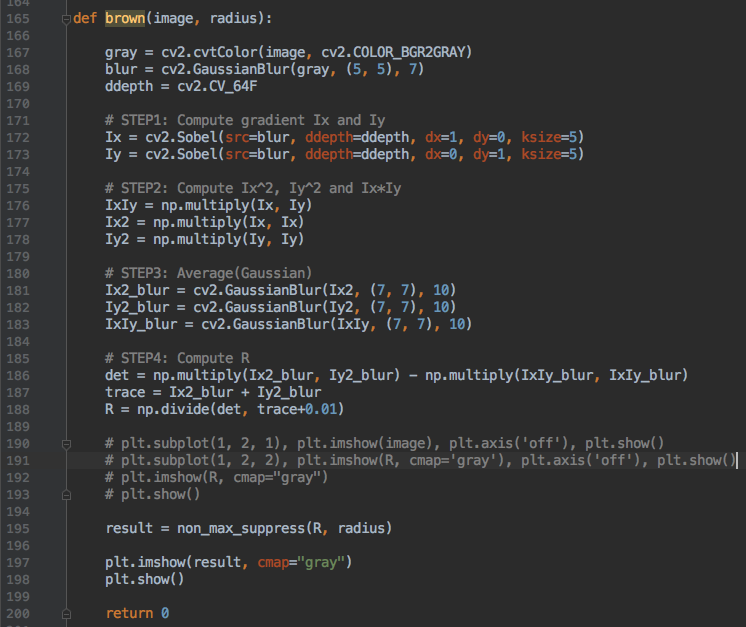 164
165 def brown(image, radius):
166
167 gray = cv2.cvtColor(image, cv2.COLOR_BGR2GRAY)
168 blur = cv2.GaussianBlur(gray, (5, 5), 7)
169 ddepth = cv2.CV_64F
170
171 # STEP1: Compute gradient Ix and Iy
172 Ix = cv2.Sobel(src=blur, ddepth=ddepth, dx=1, dy=0, ksize=5)
173 Iy = cv2.Sobel(src=blur, ddepth=ddepth, dx=0, dy=1, ksize=5)
174
175 # STEP2: Compute Ix^2, Iy^2 and Ix*Iy
176 IxIy = np.multiply(Ix, Iy)
177 Ix2 = np.multiply(Ix, Ix)
178 Iy2 = np.multiply(Iy, Iy)
179
180 # STEP3: Average(Gaussian)
181 Ix2_blur = cv2.GaussianBlur(Ix2, (7, 7), 10)
182 Iy2_blur = cv2.GaussianBlur(Iy2, (7, 7), 10)
183 IxIy_blur = cv2.GaussianBlur(IxIy, (7, 7), 10)
184
185 # STEP4: Compute R
186 det = np.multiply(Ix2_blur, Iy2_blur) - np.multiply(IxIy_blur, IxIy_blur)
187 trace = Ix2_blur + Iy2_blur
188 R = np.divide(det, trace+0.01)
189
190 # plt.subplot(1, 2, 1), plt.imshow(image), plt.axis('off'), plt.show()
191 # plt.subplot(1, 2, 2), plt.imshow(R, cmap='gray'), plt.axis('off'), plt.show()
192 # plt.imshow(R, cmap="gray")
193 # plt.show()
194
195 result = non_max_suppress(R, radius)
196
197 plt.imshow(result, cmap="gray")
198 plt.show()
199
200 return 0